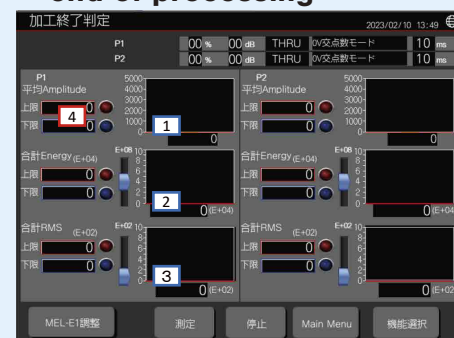 end of processing
加工終了判定
2023/02/10 13:49
P1 00 % 00 dB THRU 0V交点数モード 10 ms
P2 00 % 00 dB THRU 0V交点数モード 10 ms
P1
平均Amplitude
上限 0
下限 0
4
5000
4000
3000
2000
1000
0
1
0
合計Energy (E+04)
上限 0
下限 0
E+08
10
8
6
4
2
0
2
0 (E+04)
合計RMS (E+02)
上限 0
下限 0
E+02
10
8
6
4
2
0
3
0 (E+02)
P2
平均Amplitude
上限 0
下限 0
5000
4000
3000
2000
1000
0
0
合計Energy (E+04)
上限 0
下限 0
E+08
10
8
6
4
2
0
0 (E+04)
合計RMS (E+02)
上限 0
下限 0
E+02
10
8
6
4
2
0
0 (E+02)
MEL-E1調整 測定 停止 Main Menu 機能選択